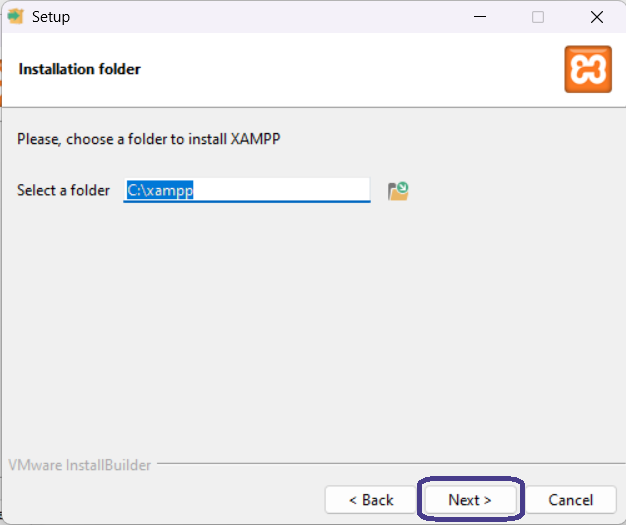 Setup
Installation folder
Please, choose a folder to install XAMPP
Select a folder C:\xampp
VMware InstallBuilder
< Back Next > Cancel